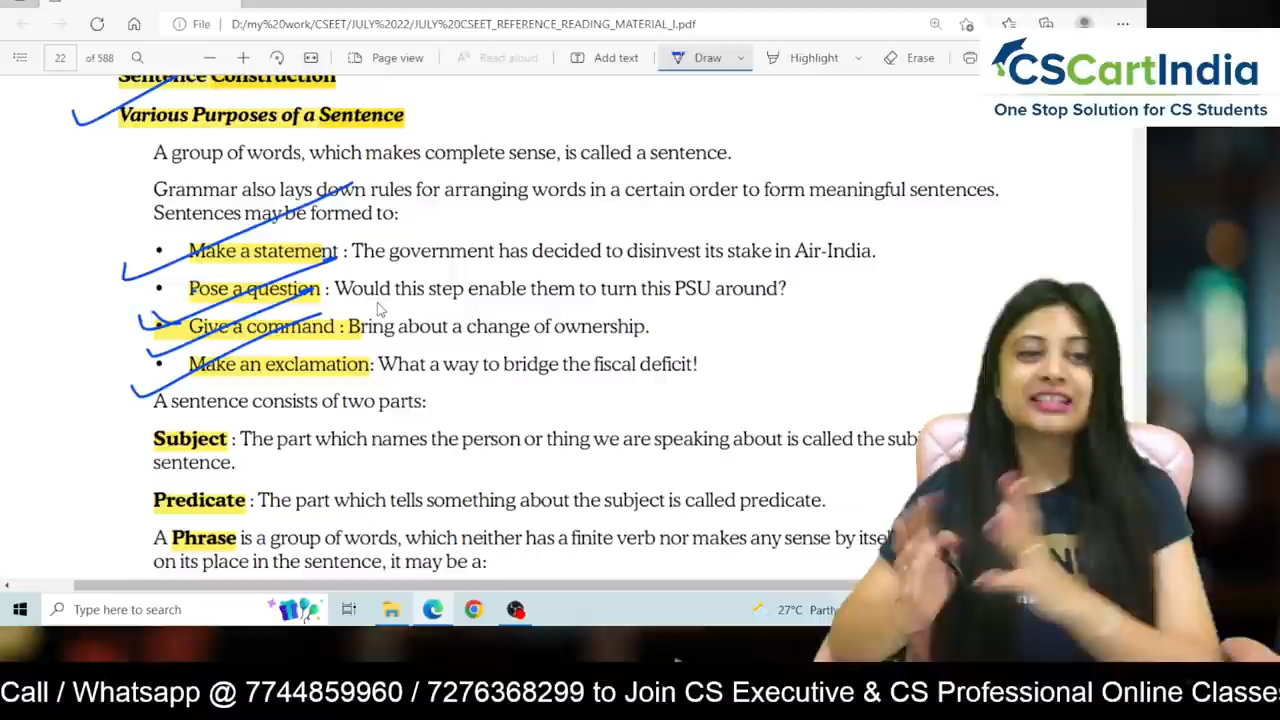 File
D:/my%20work/CSEET/JULY%2022/JULY%20CSEET_REFERENCE_READING_MATERIAL_I.pdf
22 of 588
Page view
Read aloud
Add text
Draw
Highlight
Erase
CSCartIndia
One Stop Solution for CS Students
Sentence Construction
Various Purposes of a Sentence
A group of words, which makes complete sense, is called a sentence.
Grammar also lays down rules for arranging words in a certain order to form meaningful sentences.
Sentences may be formed to:
• Make a statement : The government has decided to disinvest its stake in Air-India.
• Pose a question : Would this step enable them to turn this PSU around?
• Give a command : Bring about a change of ownership.
• Make an exclamation: What a way to bridge the fiscal deficit!
A sentence consists of two parts:
Subject : The part which names the person or thing we are speaking about is called the
sentence.
Predicate : The part which tells something about the subject is called predicate.
A Phrase is a group of words, which neither has a finite verb nor makes any sense by
on its place in the sentence, it may be a:
Type here to search
27°C
Call / Whatsapp @ 7744859960 / 7276368299 to Join CS Executive & CS Professional Online Classes